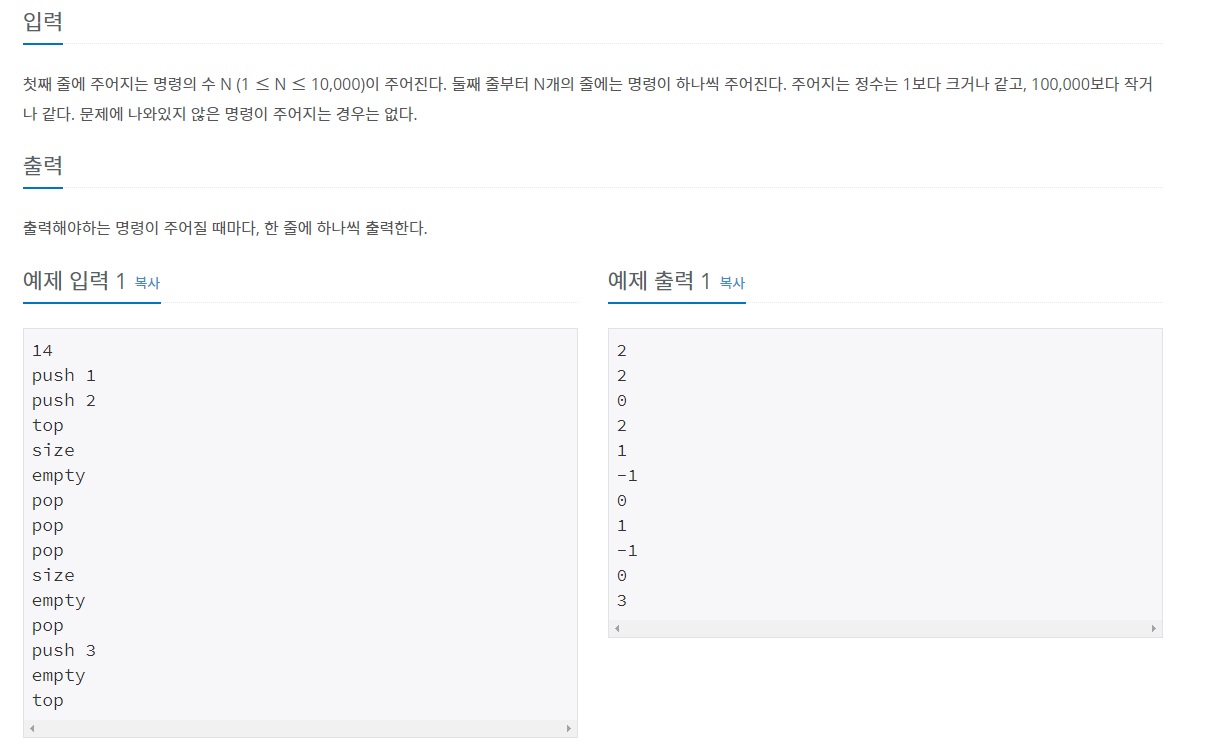 입력
첫째 줄에 주어지는 명령의 수 N (1 ≤ N ≤ 10,000)이 주어진다. 둘째 줄부터 N개의 줄에는 명령이 하나씩 주어진다. 주어지는 정수는 1보다 크거나 같고, 100,000보다 작거
나 같다. 문제에 나와있지 않은 명령이 주어지는 경우는 없다.
출력
출력해야하는 명령이 주어질 때마다, 한 줄에 하나씩 출력한다.
예제 입력 1 복사
14
push 1
push 2
top
size
empty
pop
pop
pop
size
empty
pop
push 3
empty
top
예제 출력 1 복사
2
2
0
2
1
-1
0
1
-1
0
3